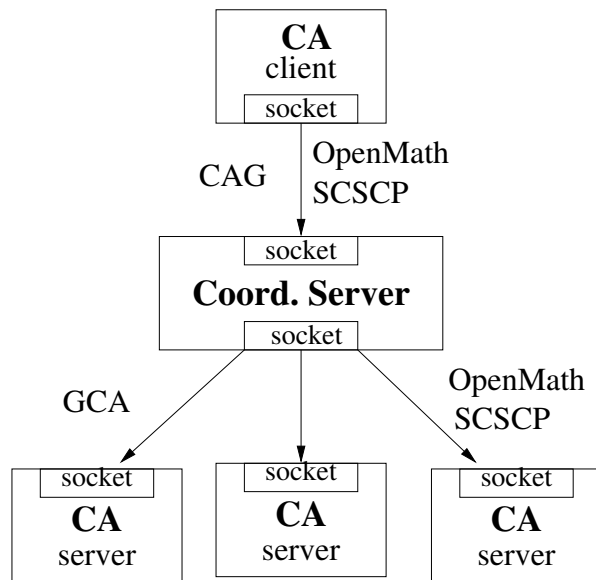 CA
client
socket
CAG
OpenMath
SCSCP
socket
Coord. Server
socket
GCA
OpenMath
SCSCP
socket
CA
server
socket
CA
server
socket
CA
server